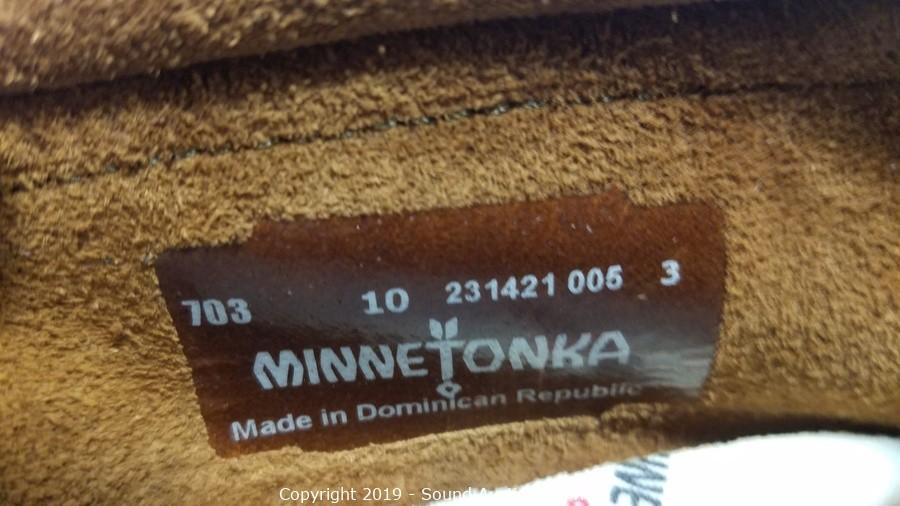 703 10 231421 005 3
MINNETONKA
Made in Dominican Republic
Copyright 2019 - Sound